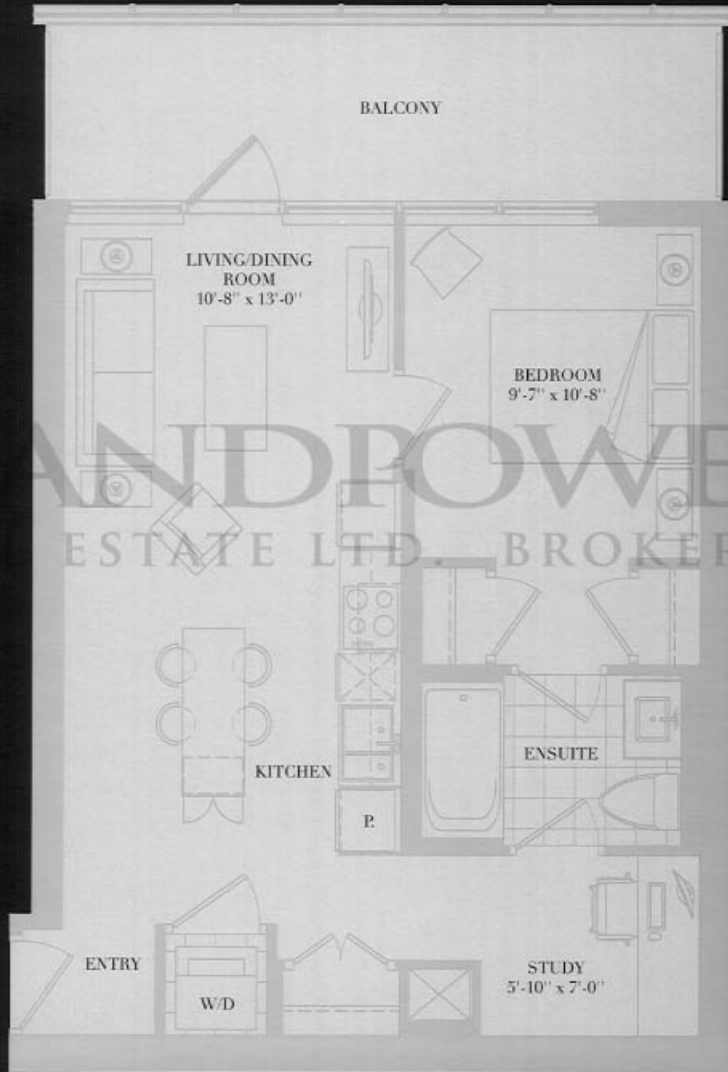 BALCONY
LIVING/DINING
ROOM
10'-8'' x 13'-0''
BEDROOM
9'-7'' x 10'-8''
ANDPOWE
ESTATE LTD BROKER
ENSUITE
KITCHEN
P.
ENTRY
W/D
STUDY
5'-10'' x 7'-0''